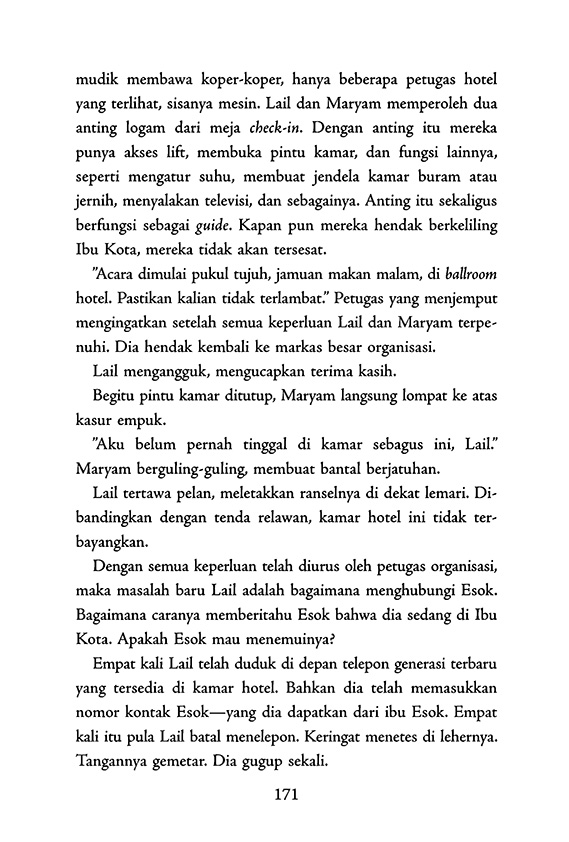 mudik membawa koper-koper, hanya beberapa petugas hotel
yang terlihat, sisanya mesin. Lail dan Maryam memperoleh dua
anting logam dari meja check-in. Dengan anting itu mereka
punya akses lift, membuka pintu kamar, dan fungsi lainnya,
seperti mengatur suhu, membuat jendela kamar buram atau
jernih, menyalakan televisi, dan sebagainya. Anting itu sekaligus
berfungsi sebagai guide. Kapan pun mereka hendak berkeliling
Ibu Kota, mereka tidak akan tersesat.
”Acara dimulai pukul tujuh, jamuan makan malam, di ballroom
hotel. Pastikan kalian tidak terlambat.” Petugas yang menjemput
mengingatkan setelah semua keperluan Lail dan Maryam terpe-
nuhi. Dia hendak kembali ke markas besar organisasi.
Lail mengangguk, mengucapkan terima kasih.
Begitu pintu kamar ditutup, Maryam langsung lompat ke atas
kasur empuk.
”Aku belum pernah tinggal di kamar sebagus ini, Lail.”
Maryam berguling-guling, membuat bantal berjatuhan.
Lail tertawa pelan, meletakkan ranselnya di dekat lemari. Di-
bandingkan dengan tenda relawan, kamar hotel ini tidak ter-
bayangkan.
Dengan semua keperluan telah diurus oleh petugas organisasi,
maka masalah baru Lail adalah bagaimana menghubungi Esok.
Bagaimana caranya memberitahu Esok bahwa dia sedang di Ibu
Kota. Apakah Esok mau menemuinya?
Empat kali Lail telah duduk di depan telepon generasi terbaru
yang tersedia di kamar hotel. Bahkan dia telah memasukkan
nomor kontak Esok—yang dia dapatkan dari ibu Esok. Empat
kali itu pula Lail batal menelepon. Keringat menetes di lehernya.
Tangannya gemetar. Dia gugup sekali.
171